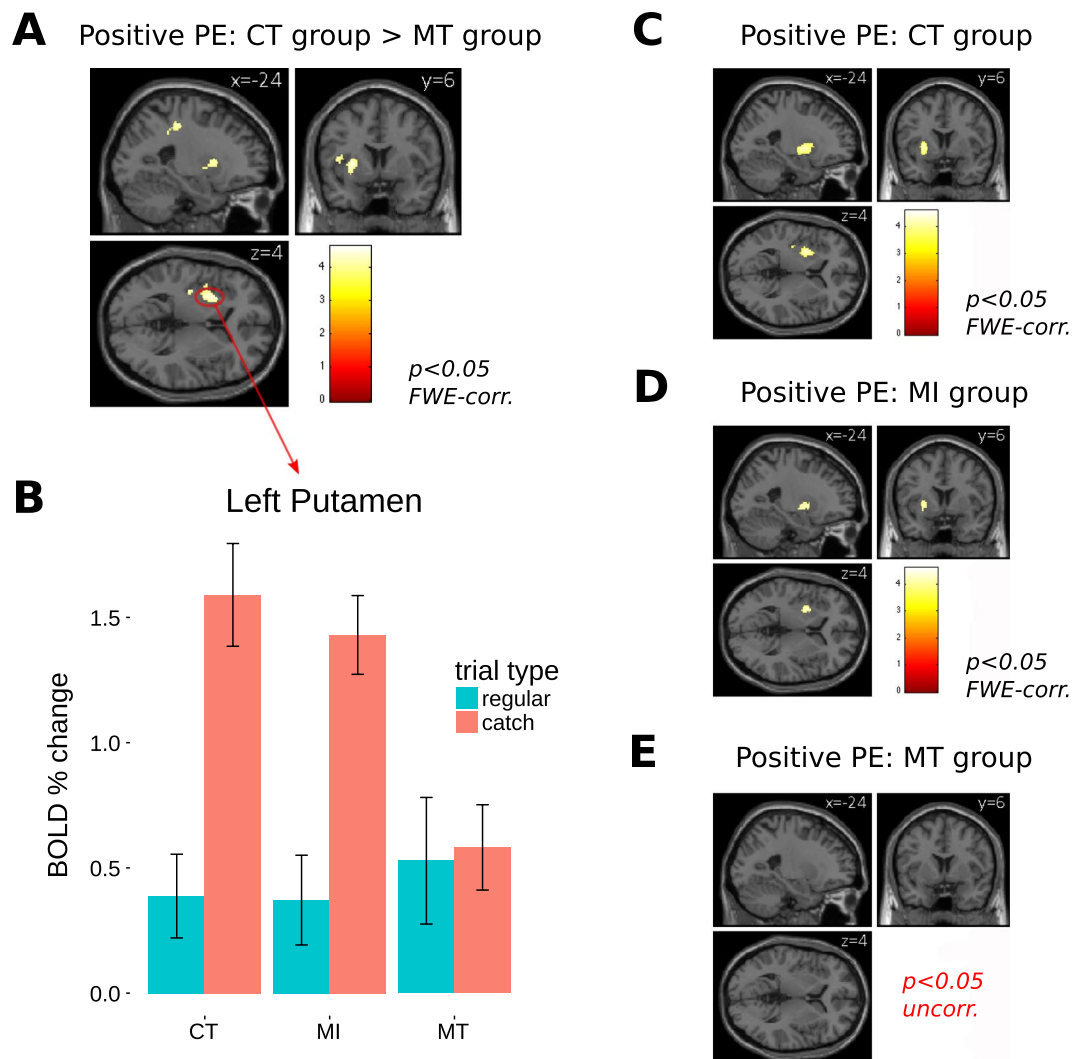 A
Positive PE: CT group > MT group
x=-24
y=6
z=4
4
3
2
1
0
p<0.05
FWE-corr.
B
Left Putamen
BOLD % change
1.5
1.0
0.5
0.0
CT
MI
MT
trial type
regular
catch
C
Positive PE: CT group
x=-24
y=6
z=4
4
3
2
1
0
p<0.05
FWE-corr.
D
Positive PE: MI group
x=-24
y=6
z=4
4
3
2
1
0
p<0.05
FWE-corr.
E
Positive PE: MT group
x=-24
y=6
z=4
p<0.05
uncorr.